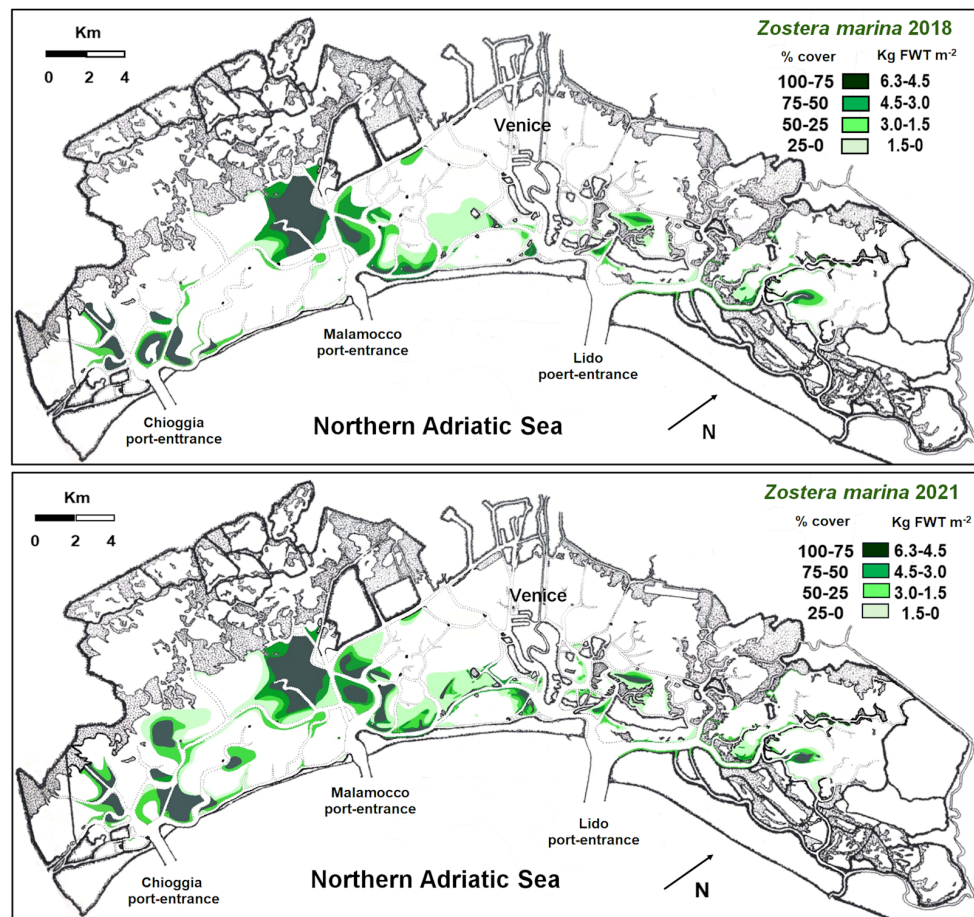 Km
0 2 4
Zostera marina 2018
% cover Kg FWT m-2
100-75 6.3-4.5
75-50 4.5-3.0
50-25 3.0-1.5
25-0 1.5-0
Venice
Malamocco
port-entrance
Lido
poert-entrance
Chioggia
port-enttrance
Northern Adriatic Sea
N
Km
0 2 4
Zostera marina 2021
% cover Kg FWT m-2
100-75 6.3-4.5
75-50 4.5-3.0
50-25 3.0-1.5
25-0 1.5-0
Venice
Malamocco
port-entrance
Lido
port-entrance
Chioggia
port-entrance
Northern Adriatic Sea
N